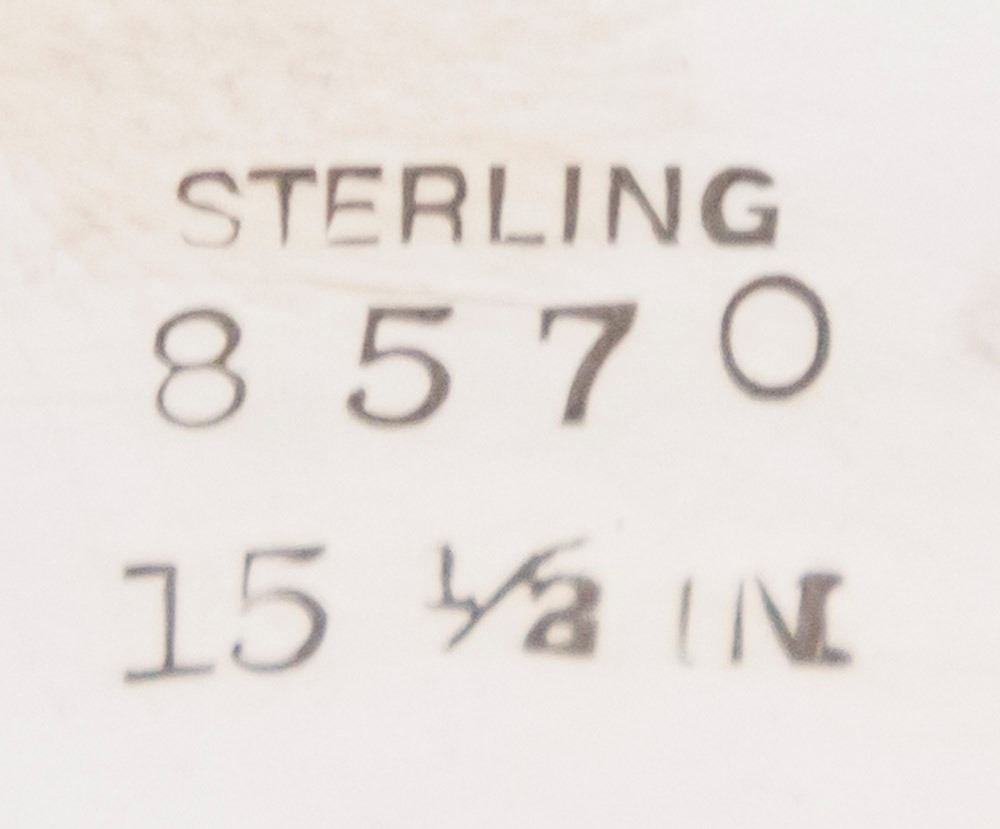 STERLING
8570
15 1/2 IN.